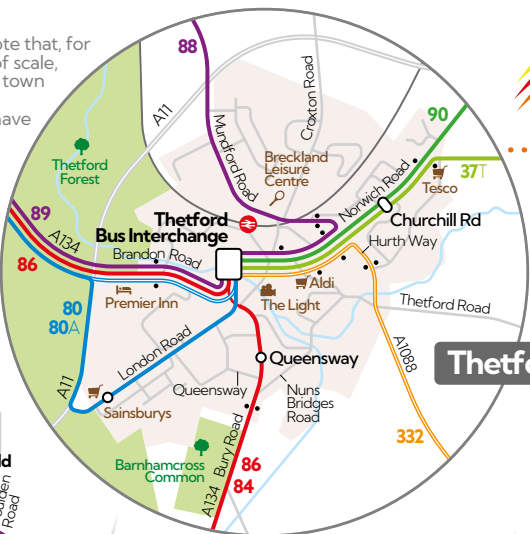 ote that, for
of scale,
town
have
88
A11
Croxton Road
Mundford Road
90
Breckland
Leisure
Centre
Norwich Road
37T
Tesco
Thetford
Forest
Thetford
Bus Interchange
Churchill Rd
89
A134
Brandon Road
Hurth Way
86
Premier Inn
Aldi
The Light
80
80A
Thetford Road
London Road
A1088
Queensway
Thetfo
A11
Queensway
Nuns
Bridges
Road
Sainsburys
Bury Road
332
Barnhamcross
Common
86
84
A134
ld
Road